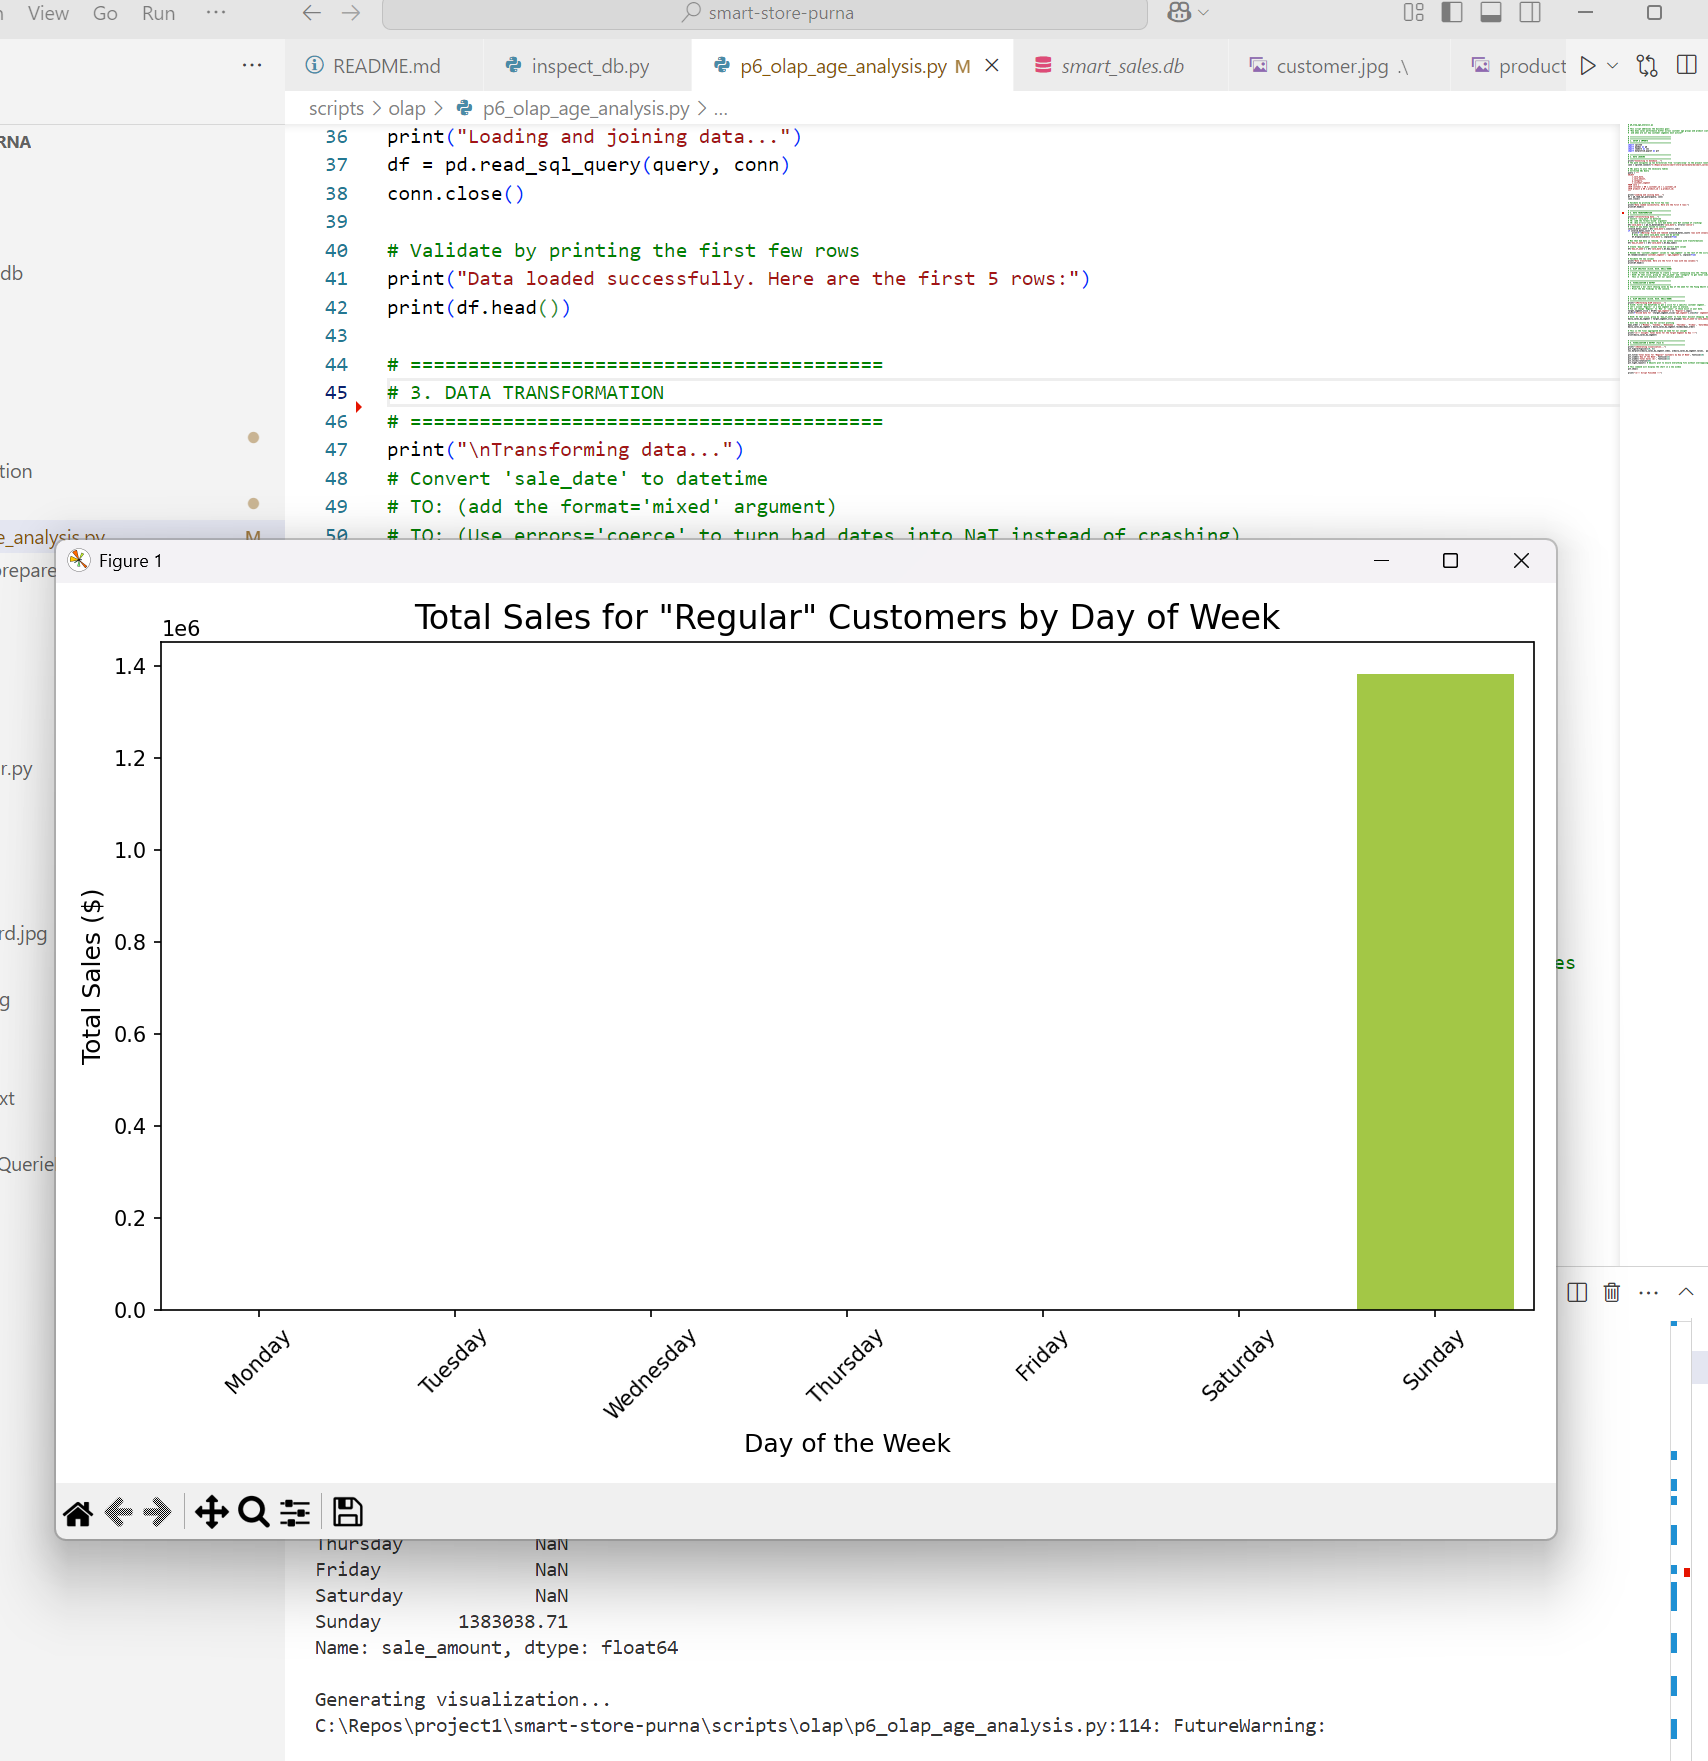 View Go Run ··· smart-store-purna
README.md inspect_db.py p6_olap_age_analysis.py M smart_sales.db customer.jpg .\ product
scripts > olap > p6_olap_age_analysis.py > ...
RNA
db
tion
e_analysis.py M
prepare
r.py
rd.jpg
g
xt
Querie
36 print("Loading and joining data...")
37 df = pd.read_sql_query(query, conn)
38 conn.close()
39
40 # Validate by printing the first few rows
41 print("Data loaded successfully. Here are the first 5 rows:")
42 print(df.head())
43
44 # =========================================
45 # 3. DATA TRANSFORMATION
46 # =========================================
47 print("\nTransforming data...")
48 # Convert 'sale_date' to datetime
49 # TO: (add the format='mixed' argument)
50 # TO: (Use errors='coerce' to turn bad dates into NaT instead of crashing)
es
Figure 1
Total Sales for "Regular" Customers by Day of Week
1e6
1.4
1.2
1.0
0.8
0.6
0.4
0.2
0.0
Total Sales ($)
Monday Tuesday Wednesday Thursday Friday Saturday Sunday
Day of the Week
Thursday NaN
Friday NaN
Saturday NaN
Sunday 1383038.71
Name: sale_amount, dtype: float64
Generating visualization...
C:\Repos\project1\smart-store-purna\scripts\olap\p6_olap_age_analysis.py:114: FutureWarning: